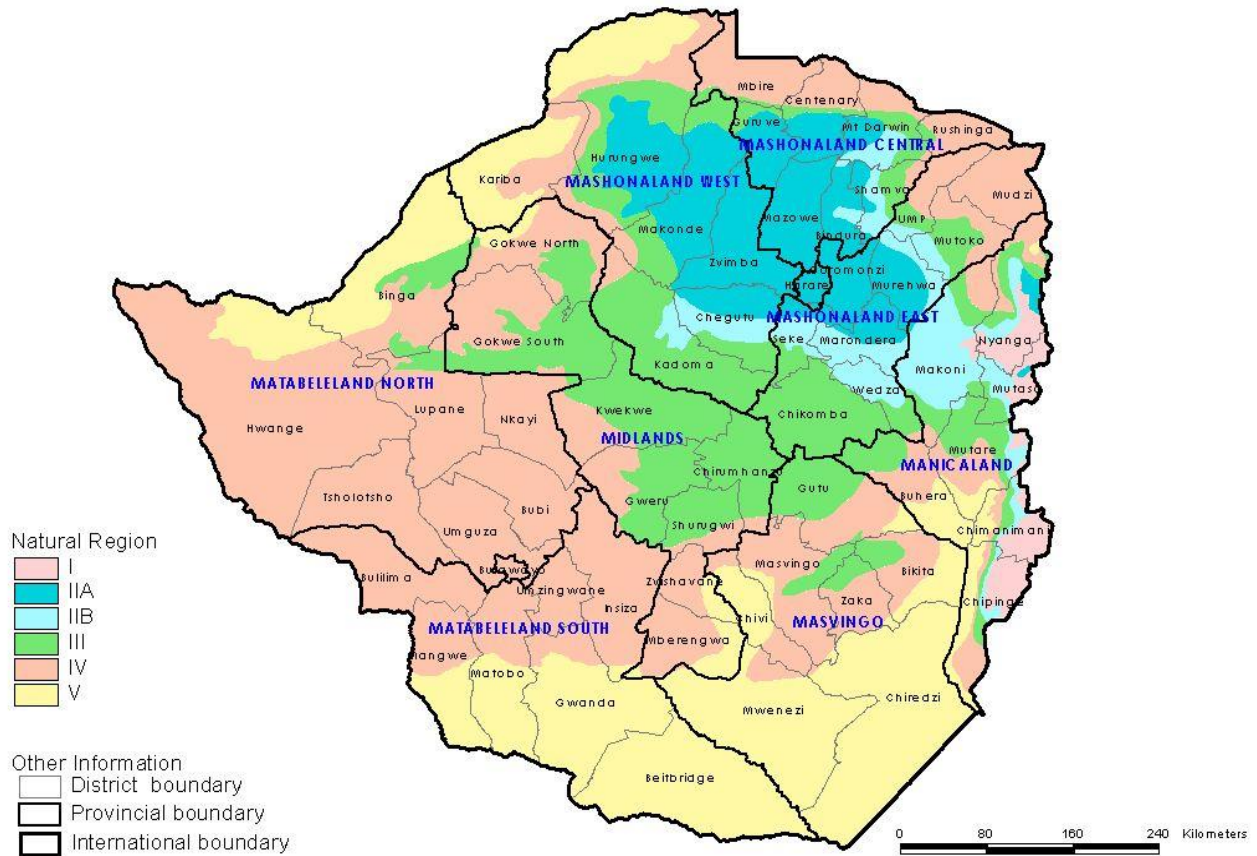 Mbire
Centenary
Guruve
Mt Darwin
Rushinga
MASHONALAND CENTRAL
Hurungwe
Kariba
MASHONALAND WEST
Shamva
Mudzi
Mazowe
UMP
Makonde
Bindura
Mutoko
Gokwe North
Zvimba
Goromonzi
Harare
Murehwa
Binga
Chegutu
MASHONALAND EAST
Gokwe South
Seke
Marondera
Nyanga
Kadoma
Makoni
MATABELELAND NORTH
Wedza
Mutasa
Lupane
Nkayi
Kwekwe
Chikomba
Hwange
MIDLANDS
Mutare
MANICALAND
Chirumhanzu
Tsholotsho
Gweru
Gutu
Buhera
Bubi
Shurugwi
Umguza
Chimanimani
Natural Region
I
IIA
IIB
III
IV
V
Bulilima
Bulawayo
Umzingwane
Zvishavane
Masvingo
Bikita
Insiza
Zaka
Chipinge
MATABELELAND SOUTH
Chivi
MASVINGO
Mberengwa
Mangwe
Matobo
Gwanda
Chiredzi
Mwenezi
Beitbridge
Other Information
District boundary
Provincial boundary
International boundary
0 80 160 240 Kilometers